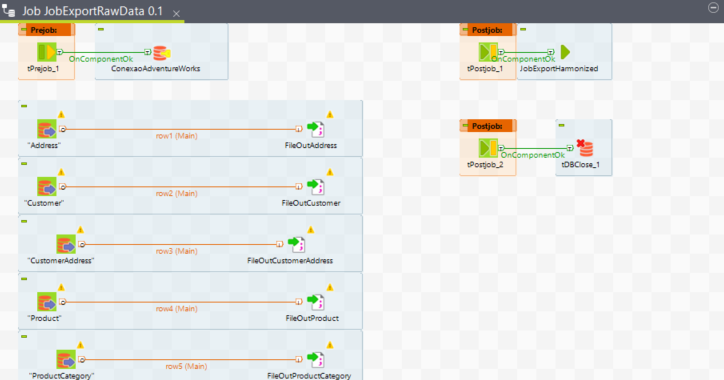 Job JobExportRawData 0.1
Prejob:
Postjob:
OnComponentOk
OnComponentOk
tPrejob_1
ConexaoAdventureWorks
tPostjob_1
JobExportHarmonized
row1 (Main)
"Address"
FileOutAddress
Postjob:
OnComponentOk
tPostjob_2
tDBClose_1
row2 (Main)
"Customer"
FileOutCustomer
row3 (Main)
"CustomerAddress"
FileOutCustomerAddress
row4 (Main)
"Product"
FileOutProduct
row5 (Main)
"ProductCategory"
FileOutProductCategory